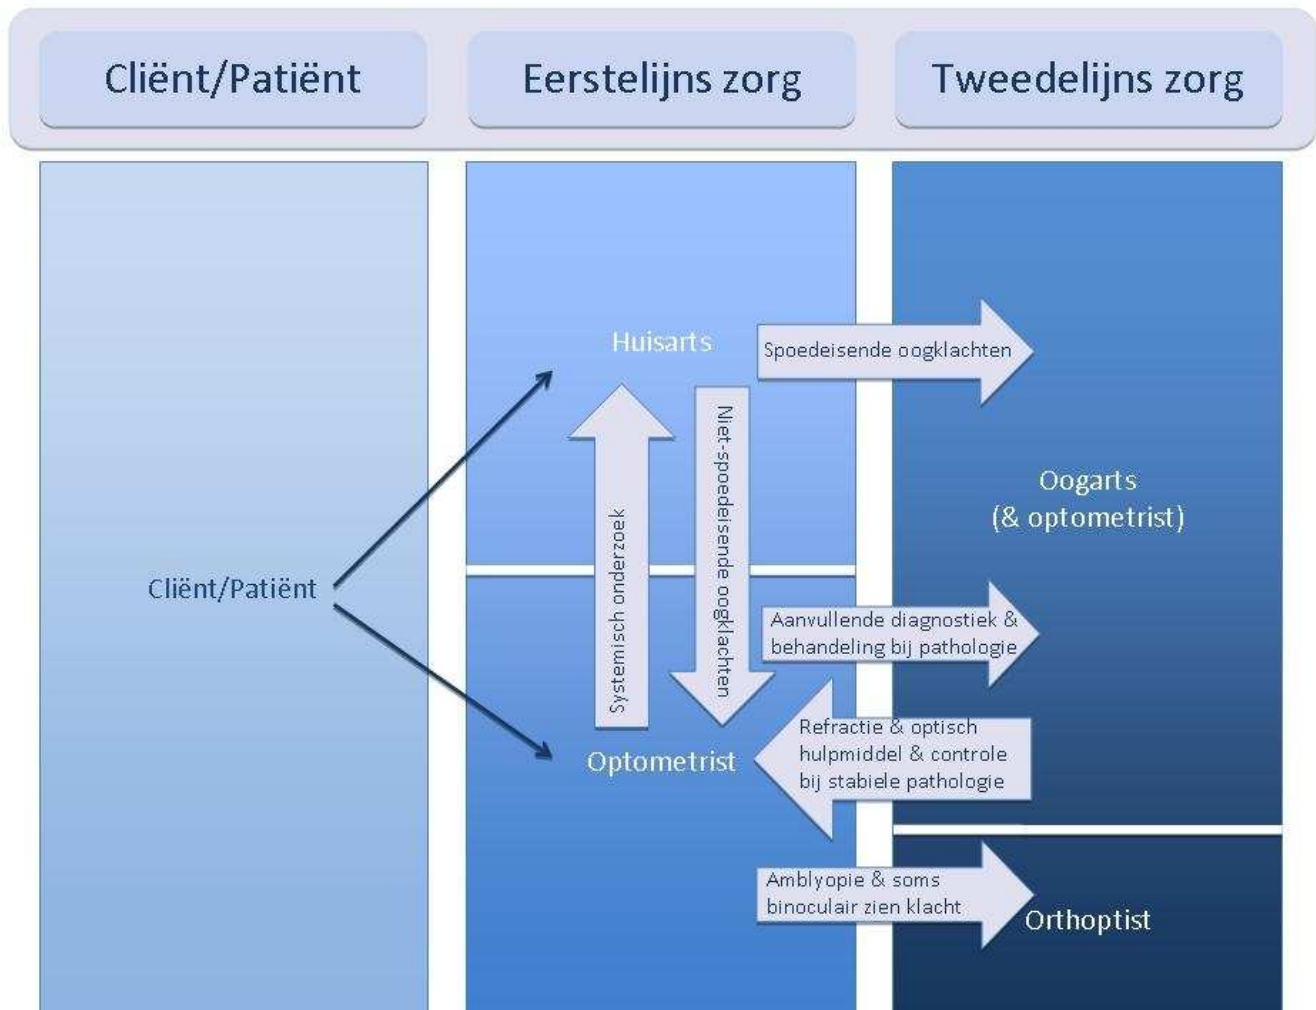 Cliënt/Patiënt
Eerstelijns zorg
Tweedelijns zorg
Huisarts
Spoedeisende oogklachten
Systemisch onderzoek
Niet-spoedeisende oogklachten
Oogarts
(& optometrist)
Cliënt/Patiënt
Aanvullende diagnostiek &
behandeling bij pathologie
Refractie & optisch
hulpmiddel & controle
bij stabiele pathologie
Optometrist
Amblyopie & soms
binoculair zien klacht
Orthoptist